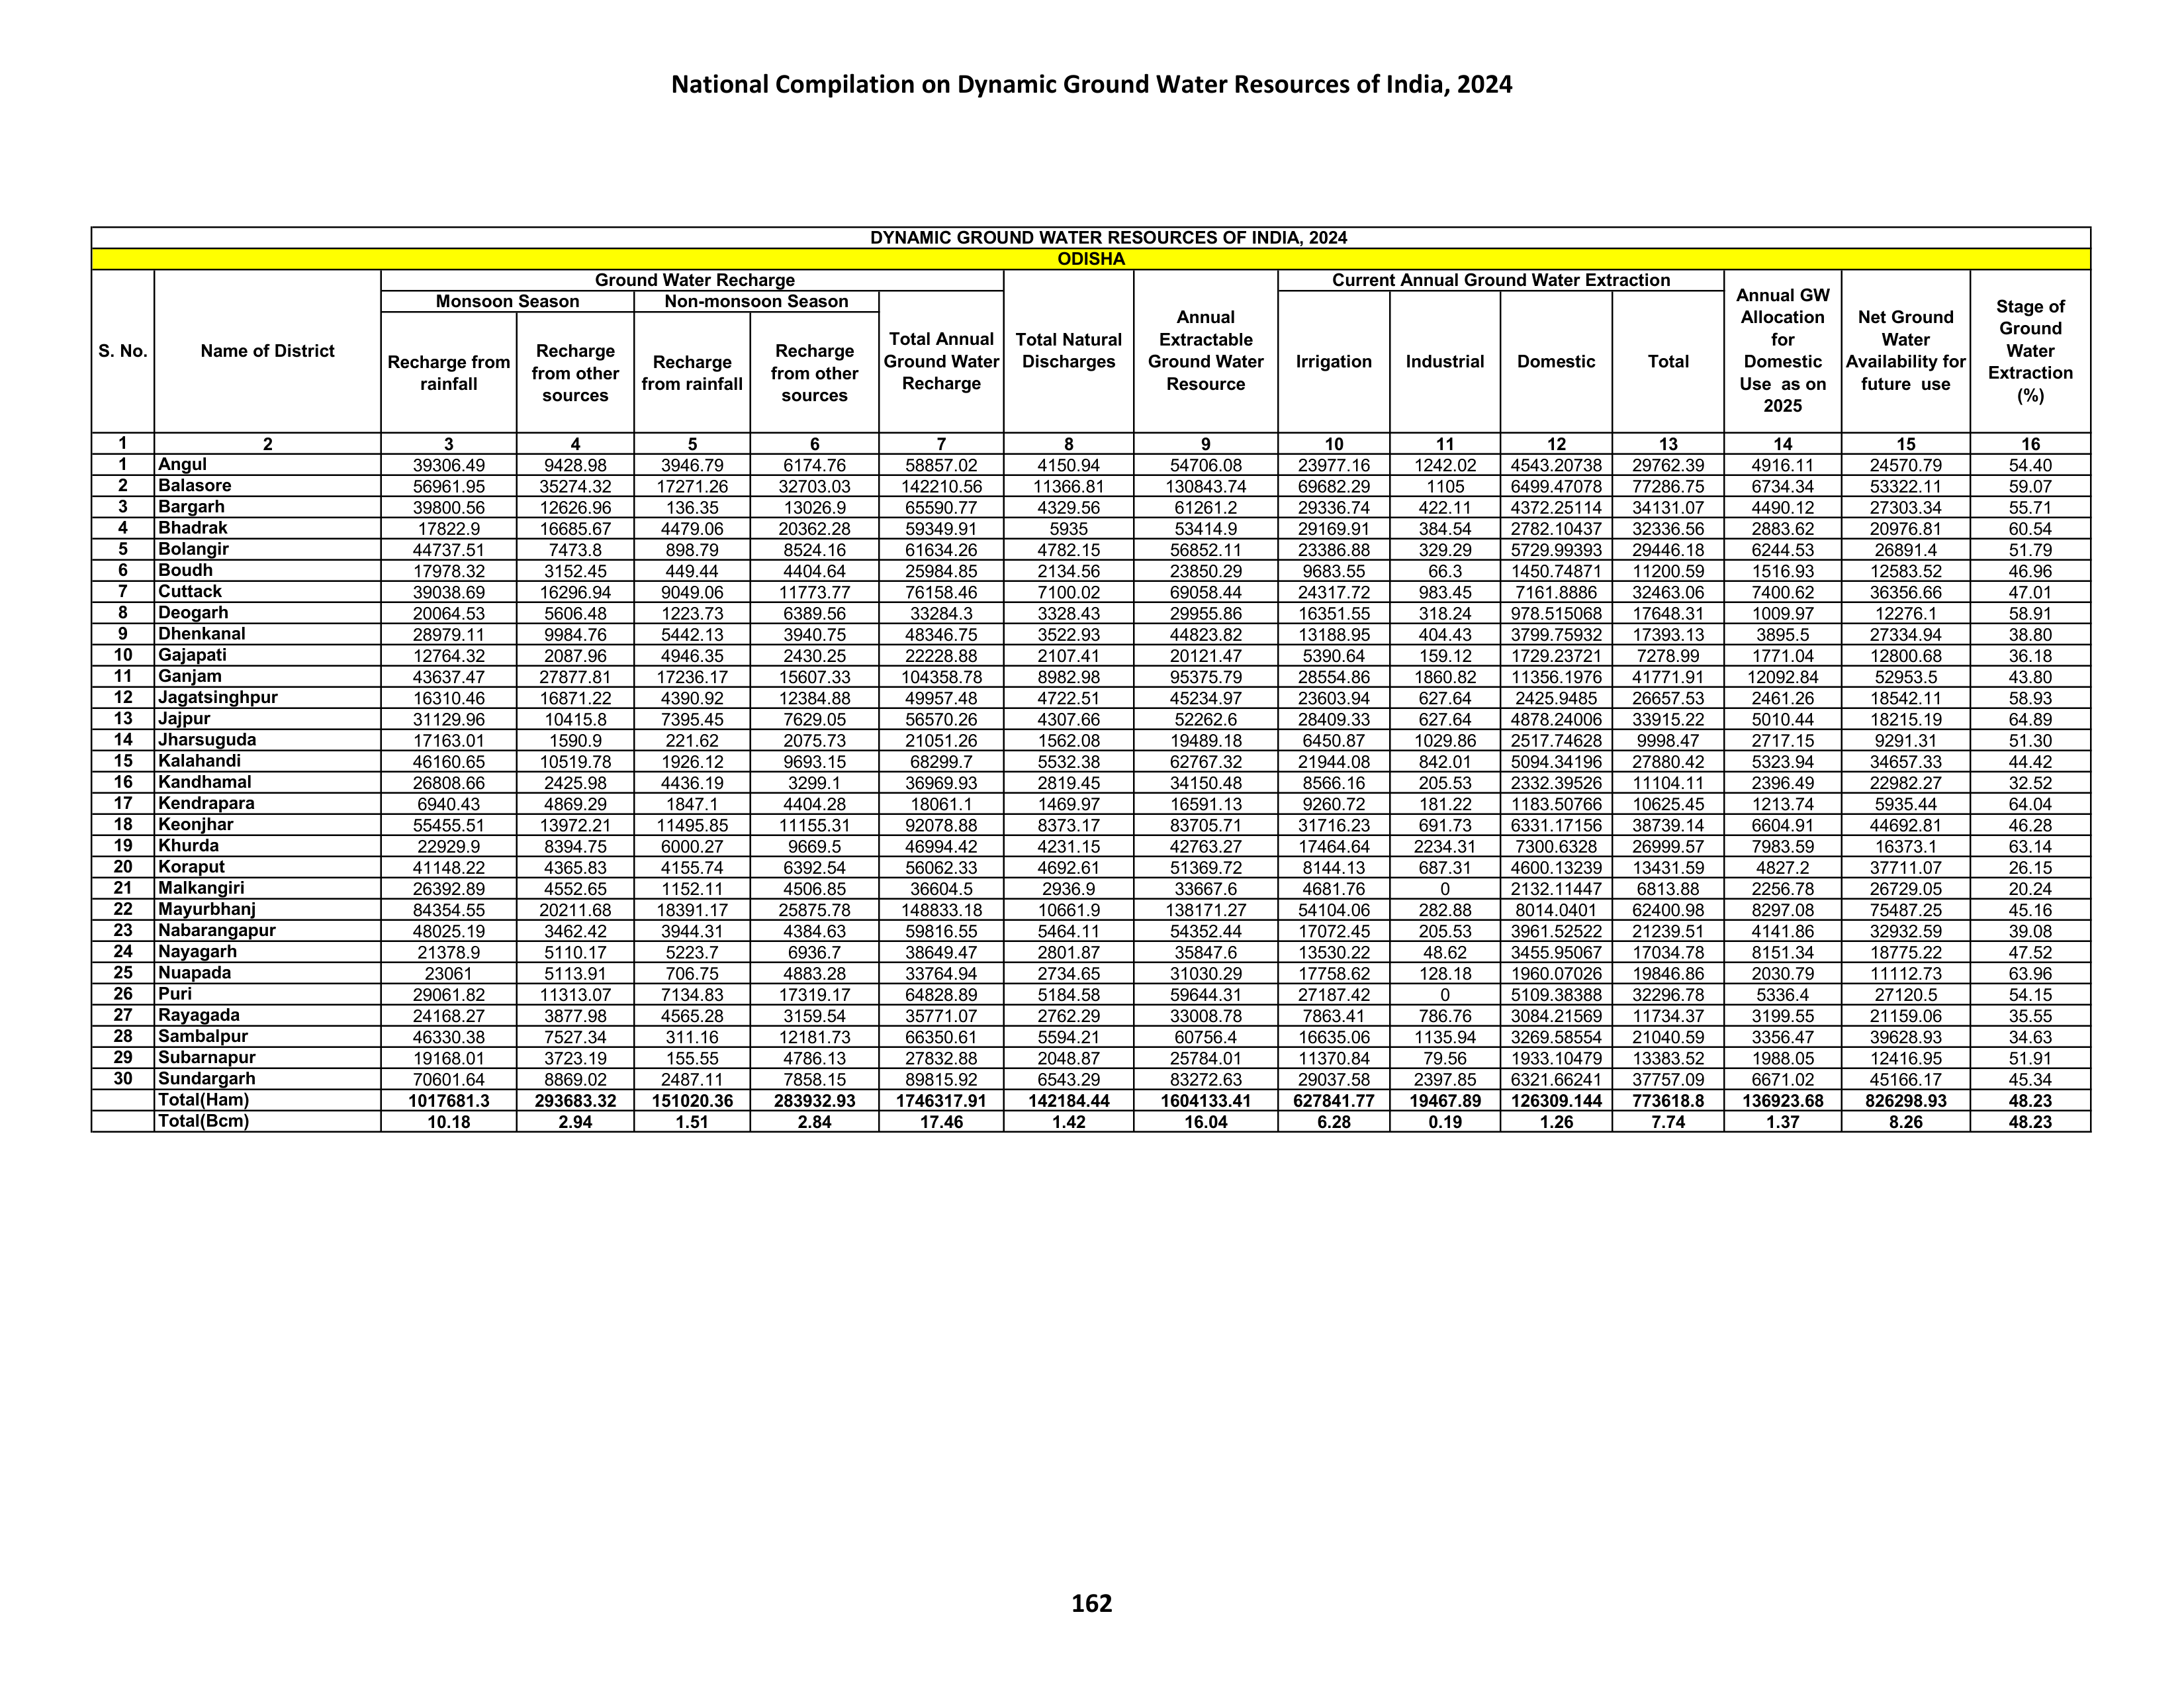 National Compilation on Dynamic Ground Water Resources of India, 2024
DYNAMIC GROUND WATER RESOURCES OF INDIA, 2024
ODISHA
S. No. Name of District Ground Water Recharge Total Natural Discharges Annual Extractable Ground Water Resource Current Annual Ground Water Extraction Annual GW Allocation for Domestic Use as on 2025 Net Ground Water Availability for future use Stage of Ground Water Extraction (%)
Monsoon Season Non-monsoon Season Total Annual Ground Water Recharge Irrigation Industrial Domestic Total
Recharge from rainfall Recharge from other sources Recharge from rainfall Recharge from other sources
1 2 3 4 5 6 7 8 9 10 11 12 13 14 15 16
1 Angul 39306.49 9428.98 3946.79 6174.76 58857.02 4150.94 54706.08 23977.16 1242.02 4543.20738 29762.39 4916.11 24570.79 54.40
2 Balasore 56961.95 35274.32 17271.26 32703.03 142210.56 11366.81 130843.74 69682.29 1105 6499.47078 77286.75 6734.34 53322.11 59.07
3 Bargarh 39800.56 12626.96 136.35 13026.9 65590.77 4329.56 61261.2 29336.74 422.11 4372.25114 34131.07 4490.12 27303.34 55.71
4 Bhadrak 17822.9 16685.67 4479.06 20362.28 59349.91 5935 53414.9 29169.91 384.54 2782.10437 32336.56 2883.62 20976.81 60.54
5 Bolangir 44737.51 7473.8 898.79 8524.16 61634.26 4782.15 56852.11 23386.88 329.29 5729.99393 29446.18 6244.53 26891.4 51.79
6 Boudh 17978.32 3152.45 449.44 4404.64 25984.85 2134.56 23850.29 9683.55 66.3 1450.74871 11200.59 1516.93 12583.52 46.96
7 Cuttack 39038.69 16296.94 9049.06 11773.77 76158.46 7100.02 69058.44 24317.72 983.45 7161.8886 32463.06 7400.62 36356.66 47.01
8 Deogarh 20064.53 5606.48 1223.73 6389.56 33284.3 3328.43 29955.86 16351.55 318.24 978.515068 17648.31 1009.97 12276.1 58.91
9 Dhenkanal 28979.11 9984.76 5442.13 3940.75 48346.75 3522.93 44823.82 13188.95 404.43 3799.75932 17393.13 3895.5 27334.94 38.80
10 Gajapati 12764.32 2087.96 4946.35 2430.25 22228.88 2107.41 20121.47 5390.64 159.12 1729.23721 7278.99 1771.04 12800.68 36.18
11 Ganjam 43637.47 27877.81 17236.17 15607.33 104358.78 8982.98 95375.79 28554.86 1860.82 11356.1976 41771.91 12092.84 52953.5 43.80
12 Jagatsinghpur 16310.46 16871.22 4390.92 12384.88 49957.48 4722.51 45234.97 23603.94 627.64 2425.9485 26657.53 2461.26 18542.11 58.93
13 Jajpur 31129.96 10415.8 7395.45 7629.05 56570.26 4307.66 52262.6 28409.33 627.64 4878.24006 33915.22 5010.44 18215.19 64.89
14 Jharsuguda 17163.01 1590.9 221.62 2075.73 21051.26 1562.08 19489.18 6450.87 1029.86 2517.74628 9998.47 2717.15 9291.31 51.30
15 Kalahandi 46160.65 10519.78 1926.12 9693.15 68299.7 5532.38 62767.32 21944.08 842.01 5094.34196 27880.42 5323.94 34657.33 44.42
16 Kandhamal 26808.66 2425.98 4436.19 3299.1 36969.93 2819.45 34150.48 8566.16 205.53 2332.39526 11104.11 2396.49 22982.27 32.52
17 Kendrapara 6940.43 4869.29 1847.1 4404.28 18061.1 1469.97 16591.13 9260.72 181.22 1183.50766 10625.45 1213.74 5935.44 64.04
18 Keonjhar 55455.51 13972.21 11495.85 11155.31 92078.88 8373.17 83705.71 31716.23 691.73 6331.17156 38739.14 6604.91 44692.81 46.28
19 Khurda 22929.9 8394.75 6000.27 9669.5 46994.42 4231.15 42763.27 17464.64 2234.31 7300.6328 26999.57 7983.59 16373.1 63.14
20 Koraput 41148.22 4365.83 4155.74 6392.54 56062.33 4692.61 51369.72 8144.13 687.31 4600.13239 13431.59 4827.2 37711.07 26.15
21 Malkangiri 26392.89 4552.65 1152.11 4506.85 36604.5 2936.9 33667.6 4681.76 0 2132.11447 6813.88 2256.78 26729.05 20.24
22 Mayurbhanj 84354.55 20211.68 18391.17 25875.78 148833.18 10661.9 138171.27 54104.06 282.88 8014.0401 62400.98 8297.08 75487.25 45.16
23 Nabarangapur 48025.19 3462.42 3944.31 4384.63 59816.55 5464.11 54352.44 17072.45 205.53 3961.52522 21239.51 4141.86 32932.59 39.08
24 Nayagarh 21378.9 5110.17 5223.7 6936.7 38649.47 2801.87 35847.6 13530.22 48.62 3455.95067 17034.78 8151.34 18775.22 47.52
25 Nuapada 23061 5113.91 706.75 4883.28 33764.94 2734.65 31030.29 17758.62 128.18 1960.07026 19846.86 2030.79 11112.73 63.96
26 Puri 29061.82 11313.07 7134.83 17319.17 64828.89 5184.58 59644.31 27187.42 0 5109.38388 32296.78 5336.4 27120.5 54.15
27 Rayagada 24168.27 3877.98 4565.28 3159.54 35771.07 2762.29 33008.78 7863.41 786.76 3084.21569 11734.37 3199.55 21159.06 35.55
28 Sambalpur 46330.38 7527.34 311.16 12181.73 66350.61 5594.21 60756.4 16635.06 1135.94 3269.58554 21040.59 3356.47 39628.93 34.63
29 Subarnapur 19168.01 3723.19 155.55 4786.13 27832.88 2048.87 25784.01 11370.84 79.56 1933.10479 13383.52 1988.05 12416.95 51.91
30 Sundargarh 70601.64 8869.02 2487.11 7858.15 89815.92 6543.29 83272.63 29037.58 2397.85 6321.66241 37757.09 6671.02 45166.17 45.34
Total(Ham) 1017681.3 293683.32 151020.36 283932.93 1746317.91 142184.44 1604133.41 627841.77 19467.89 126309.144 773618.8 136923.68 826298.93 48.23
Total(Bcm) 10.18 2.94 1.51 2.84 17.46 1.42 16.04 6.28 0.19 1.26 7.74 1.37 8.26 48.23
162